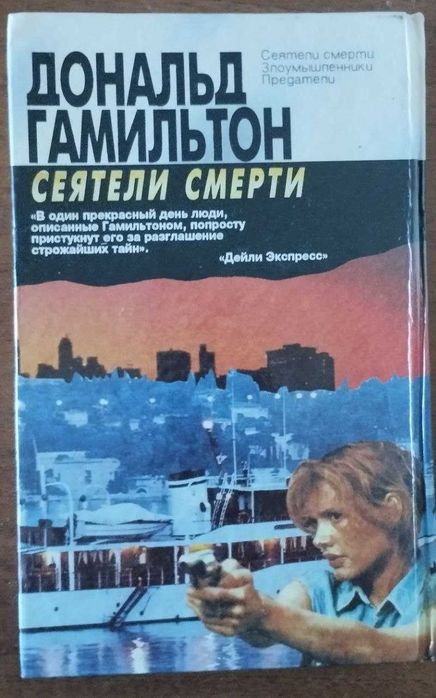 ДОНАЛЬД
ГАМИЛЬТОН
Сеятели смерти
Злоумышленники
Предатели
СЕЯТЕЛИ СМЕРТИ
«В один прекрасный день люди,
описанные Гамильтоном, попросту
пристукнут его за разглашение
строжайших тайн».
«Дейли Экспресс»